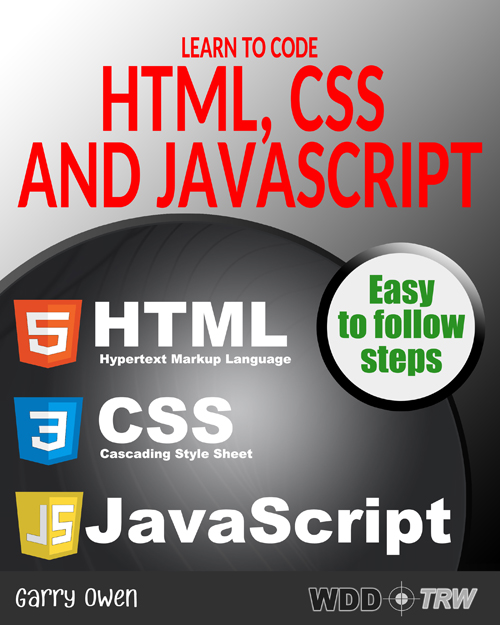 LEARN TO CODE
HTML, CSS
AND JAVASCRIPT
Easy
to follow
steps
5 HTML
Hypertext Markup Language
3 CSS
Cascading Style Sheet
JS JavaScript
Garry Owen
WDD TRW